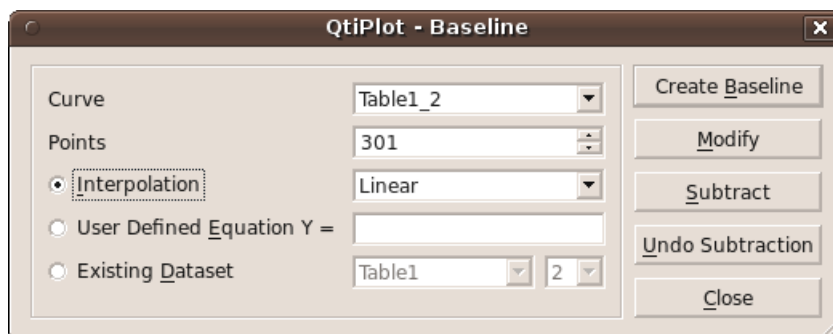 QtiPlot - Baseline
Curve
Table1_2
Points
301
Interpolation
Linear
User Defined Equation Y =
Existing Dataset
Table1
2
Create Baseline
Modify
Subtract
Undo Subtraction
Close